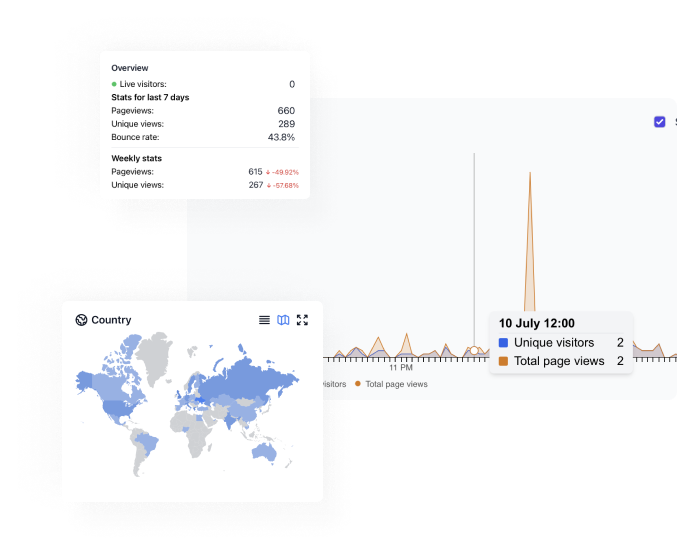 Overview
Live visitors: 0
Stats for last 7 days
Pageviews: 660
Unique views: 289
Bounce rate: 43.8%
Weekly stats
Pageviews: 615 -49.92%
Unique views: 267 -57.68%
Country
10 July 12:00
Unique visitors 2
Total page views 2
11 PM
isitors Total page views